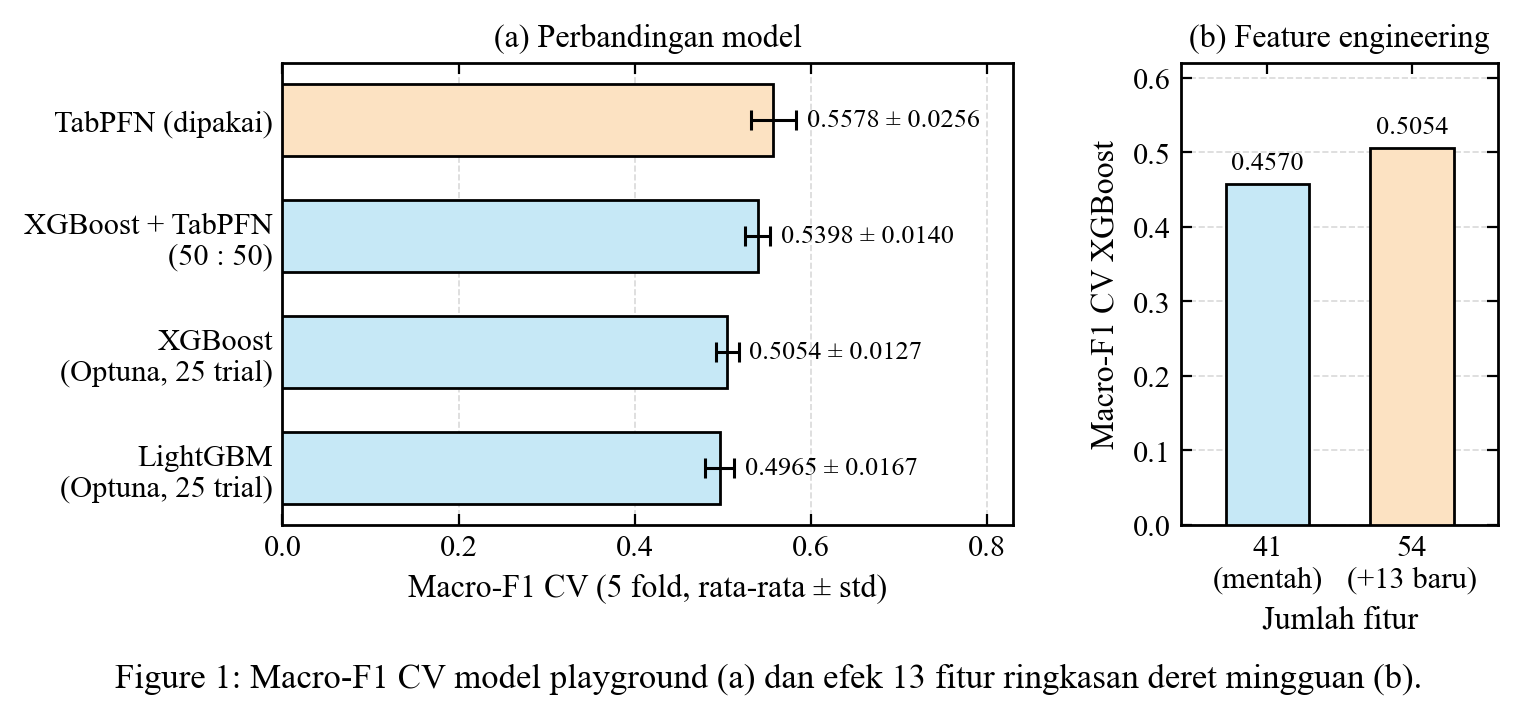 (a) Perbandingan model
TabPFN (dipakai)
0.5578 ± 0.0256
XGBoost + TabPFN
(50 : 50)
0.5398 ± 0.0140
XGBoost
(Optuna, 25 trial)
0.5054 ± 0.0127
LightGBM
(Optuna, 25 trial)
0.4965 ± 0.0167
0.0 0.2 0.4 0.6 0.8
Macro-F1 CV (5 fold, rata-rata ± std)
(b) Feature engineering
Macro-F1 CV XGBoost
0.6
0.5
0.4
0.3
0.2
0.1
0.0
0.4570
0.5054
41 54
(mentah) (+13 baru)
Jumlah fitur
Figure 1: Macro-F1 CV model playground (a) dan efek 13 fitur ringkasan deret mingguan (b).